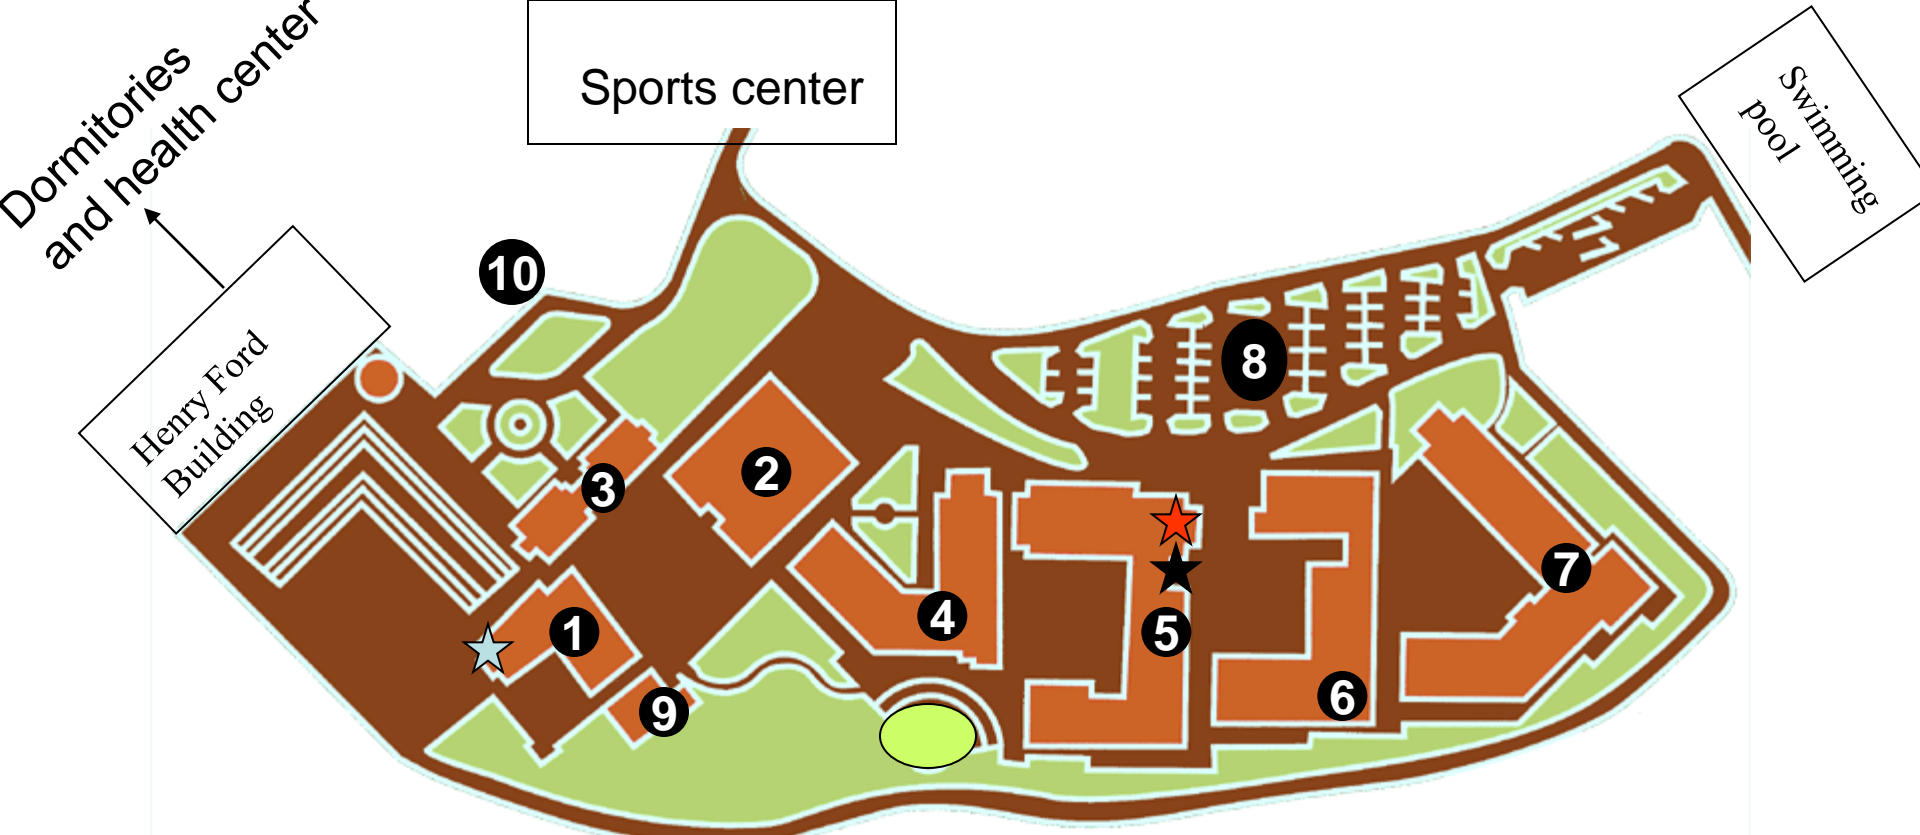 Dormitories
and health center
Sports center
Swimming
pool
Henry Ford
Building
10
8
3
2
7
1
4
5
6
9